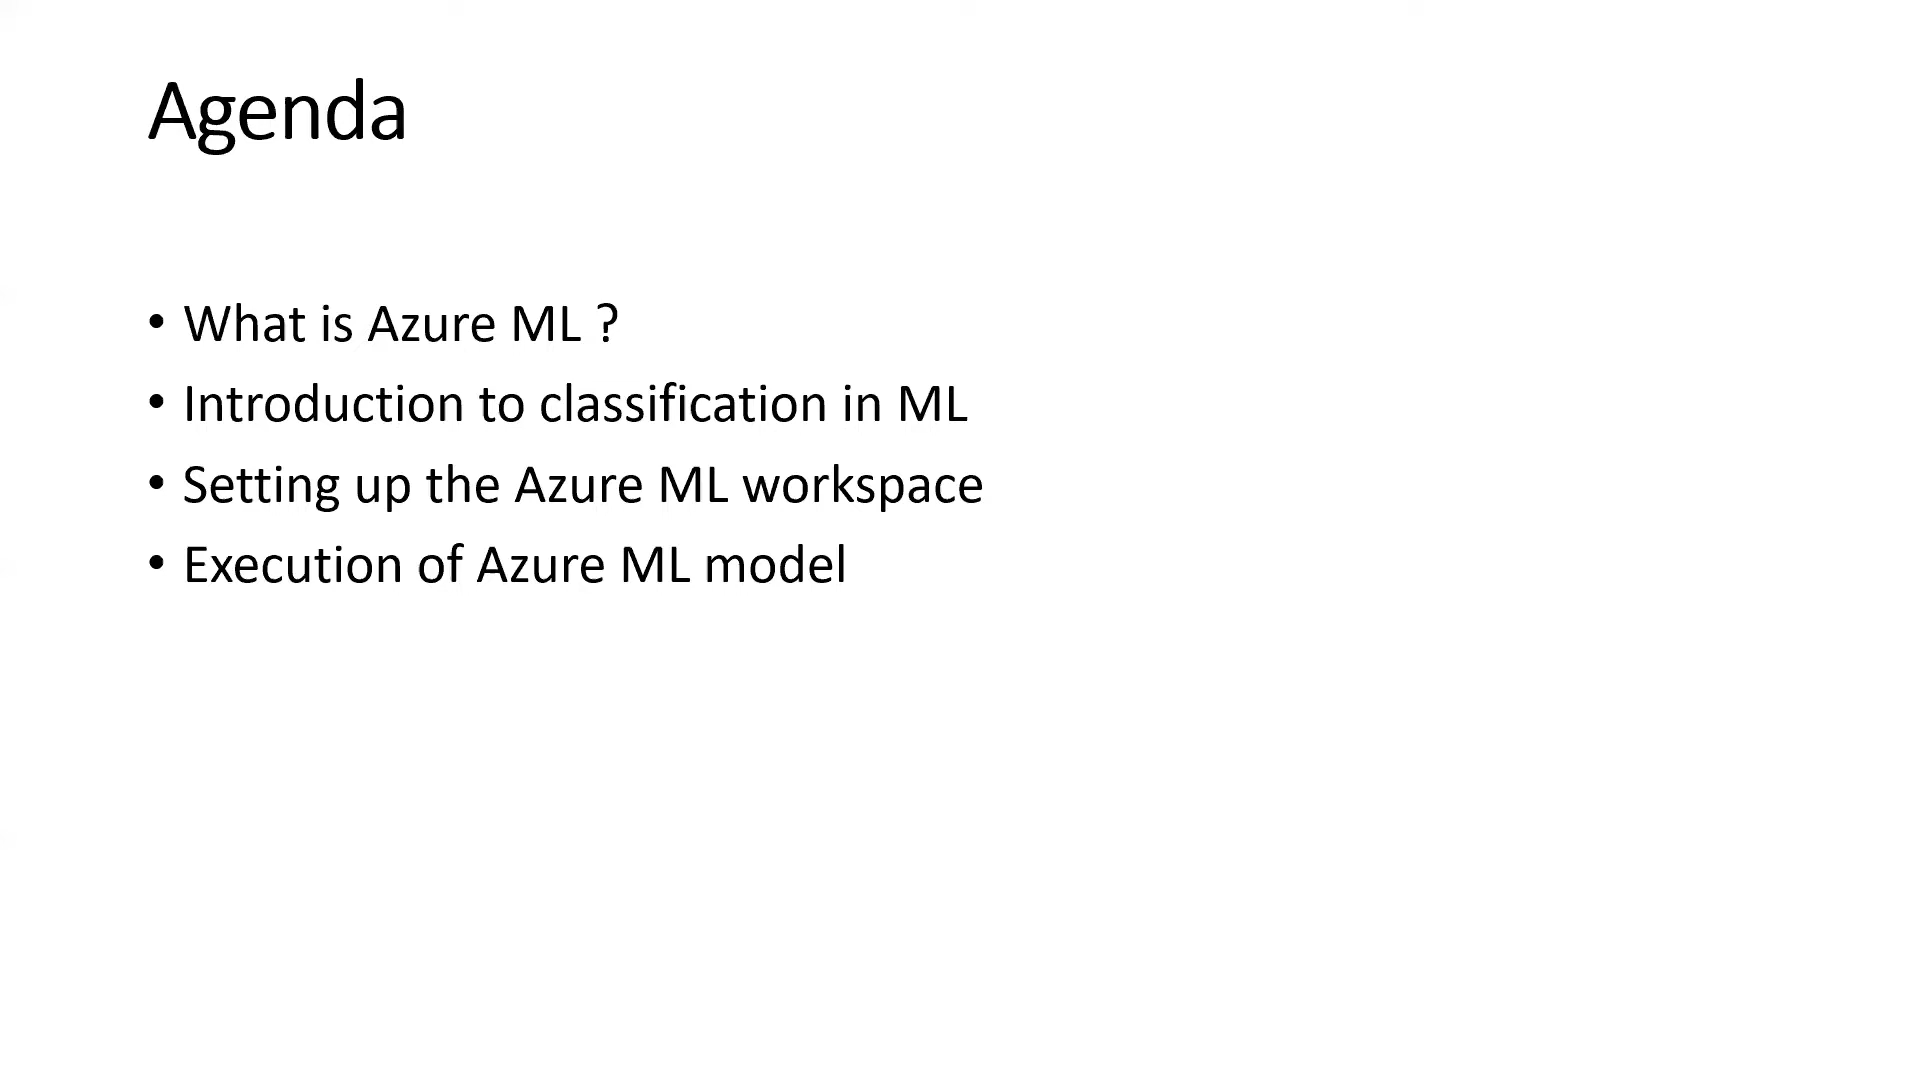 Agenda
• What is Azure ML ?
• Introduction to classification in ML
• Setting up the Azure ML workspace
• Execution of Azure ML model